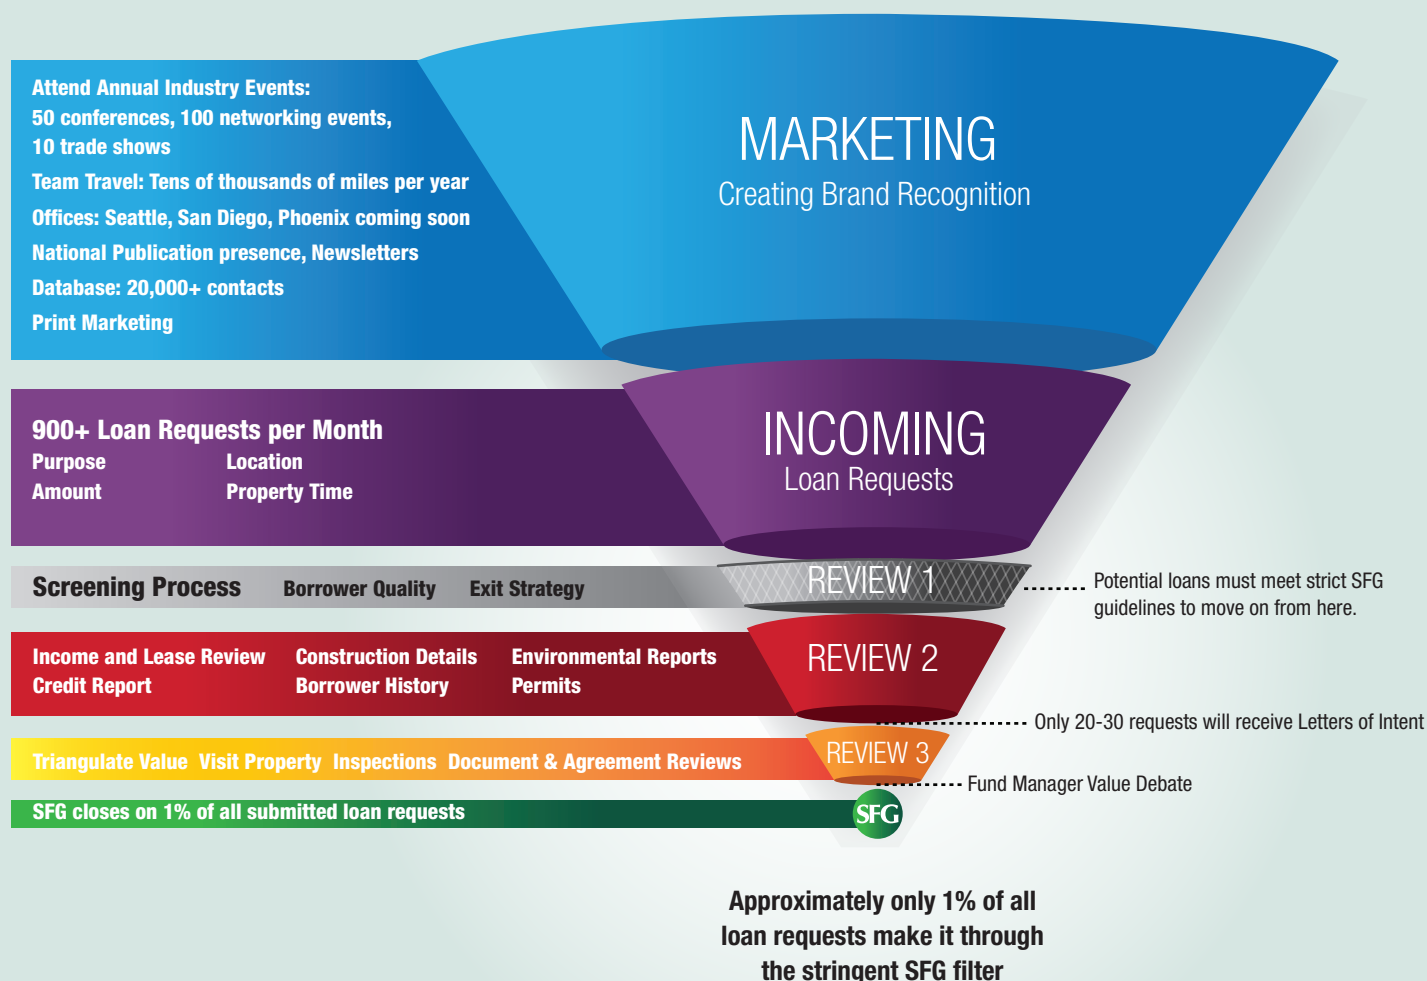 Attend Annual Industry Events:
50 conferences, 100 networking events,
10 trade shows
Team Travel: Tens of thousands of miles per year
Offices: Seattle, San Diego, Phoenix coming soon
National Publication presence, Newsletters
Database: 20,000+ contacts
Print Marketing
MARKETING
Creating Brand Recognition
900+ Loan Requests per Month
Purpose Location
Amount Property Time
INCOMING
Loan Requests
Screening Process Borrower Quality Exit Strategy
REVIEW 1
Potential loans must meet strict SFG
guidelines to move on from here.
Income and Lease Review Construction Details Environmental Reports
Credit Report Borrower History Permits
REVIEW 2
Only 20-30 requests will receive Letters of Intent
Triangulate Value Visit Property Inspections Document & Agreement Reviews
REVIEW 3
Fund Manager Value Debate
SFG closes on 1% of all submitted loan requests
SFG
Approximately only 1% of all
loan requests make it through
the stringent SFG filter